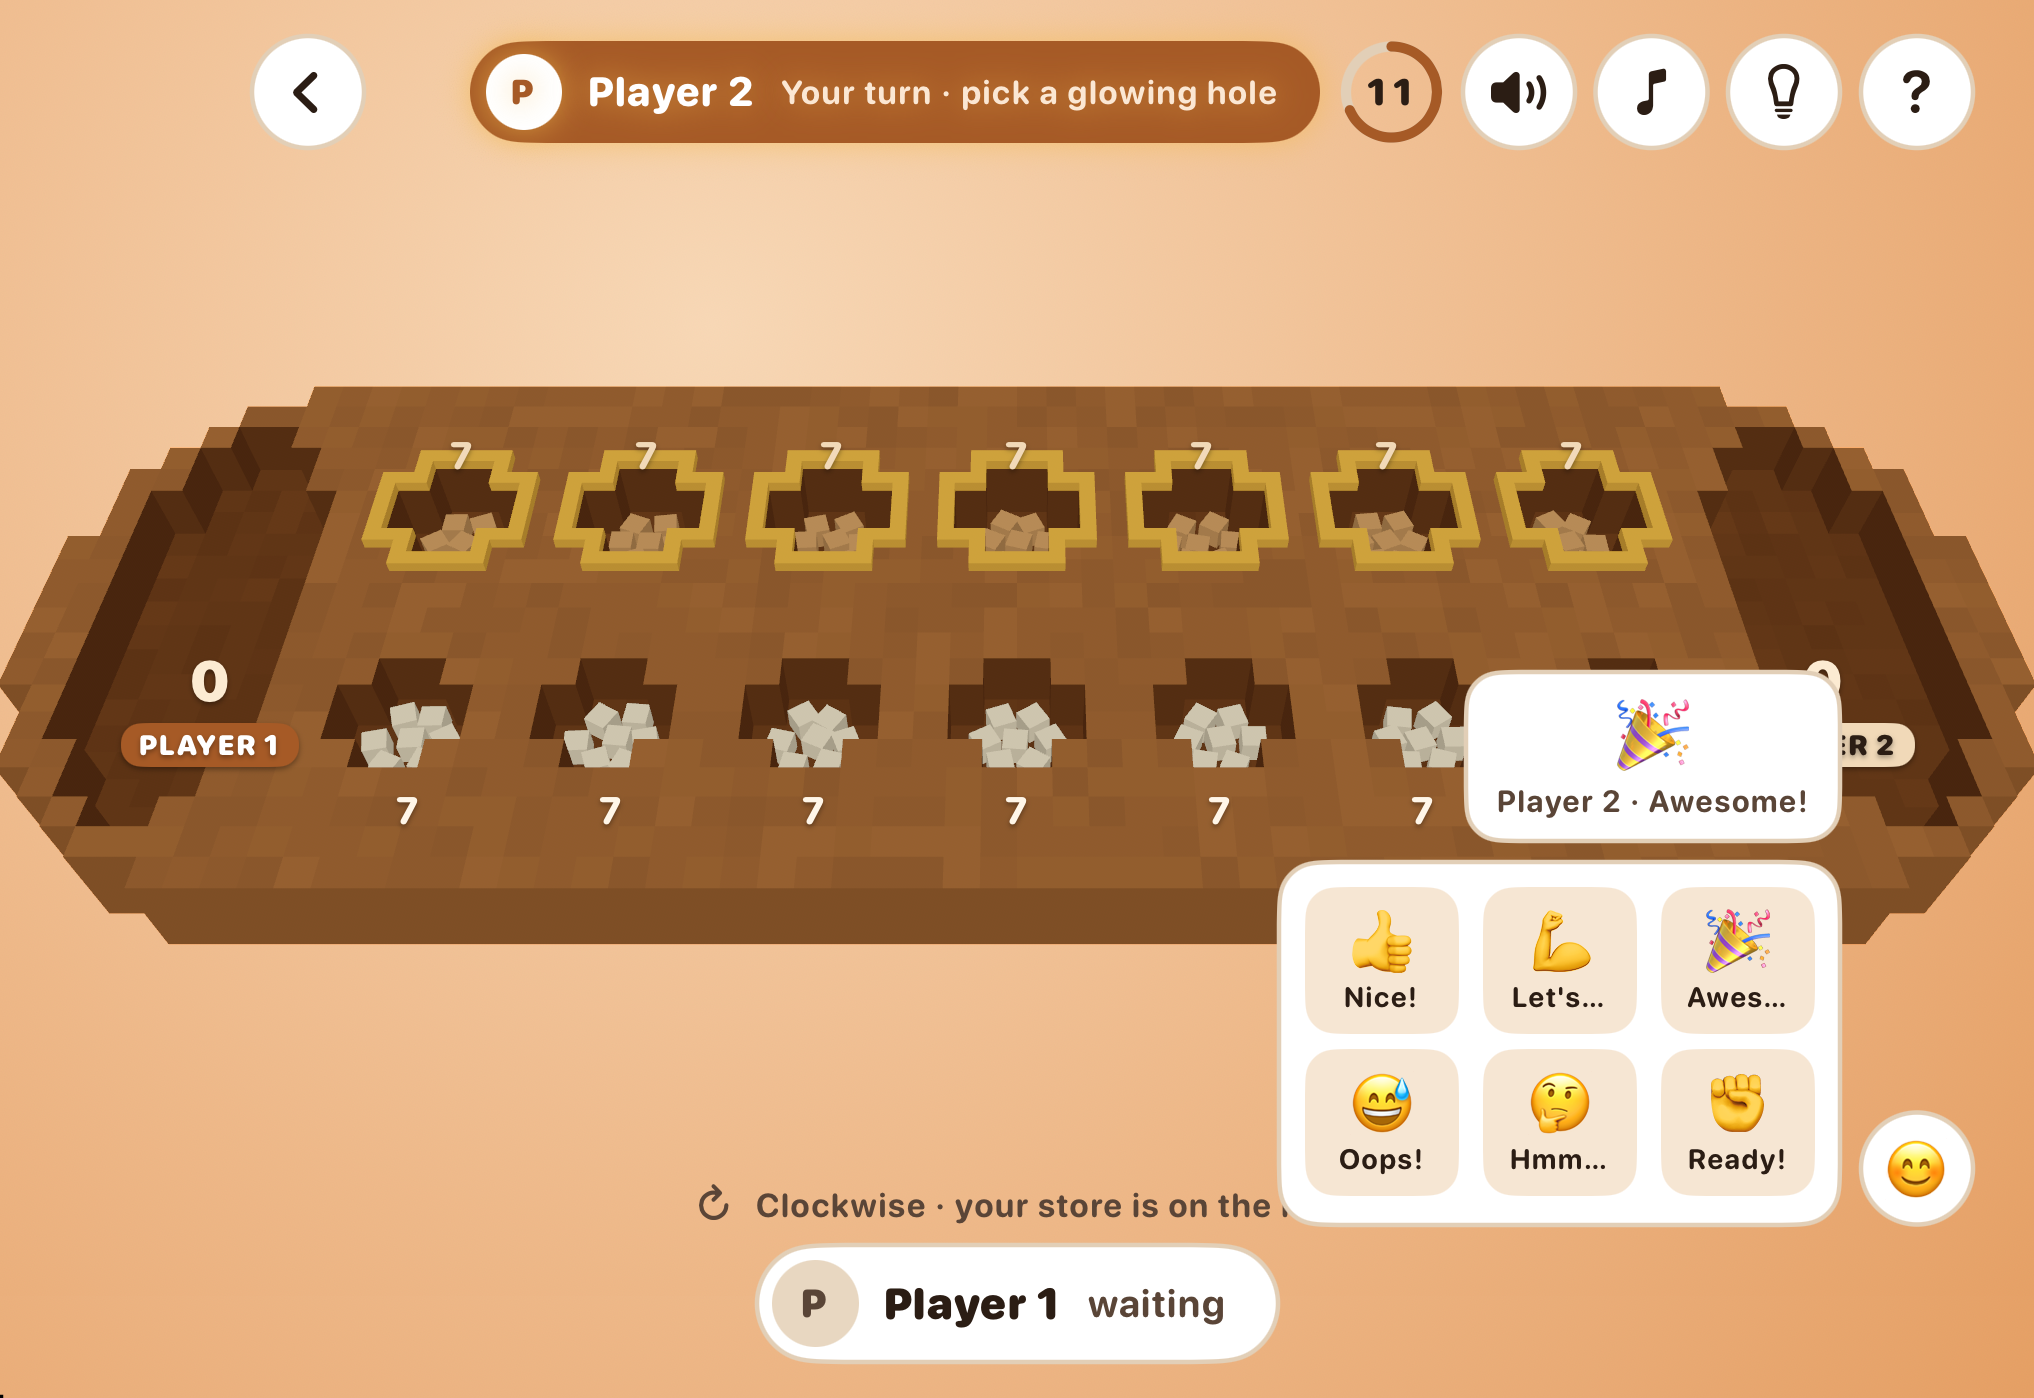 P Player 2 Your turn · pick a glowing hole 11 ?
7 7 7 7 7 7 7
0
PLAYER 1
ER 2
7 7 7 7 7 7
Player 2 · Awesome!
Nice! Let's... Awes...
Oops! Hmm... Ready!
Clockwise · your store is on the
P Player 1 waiting